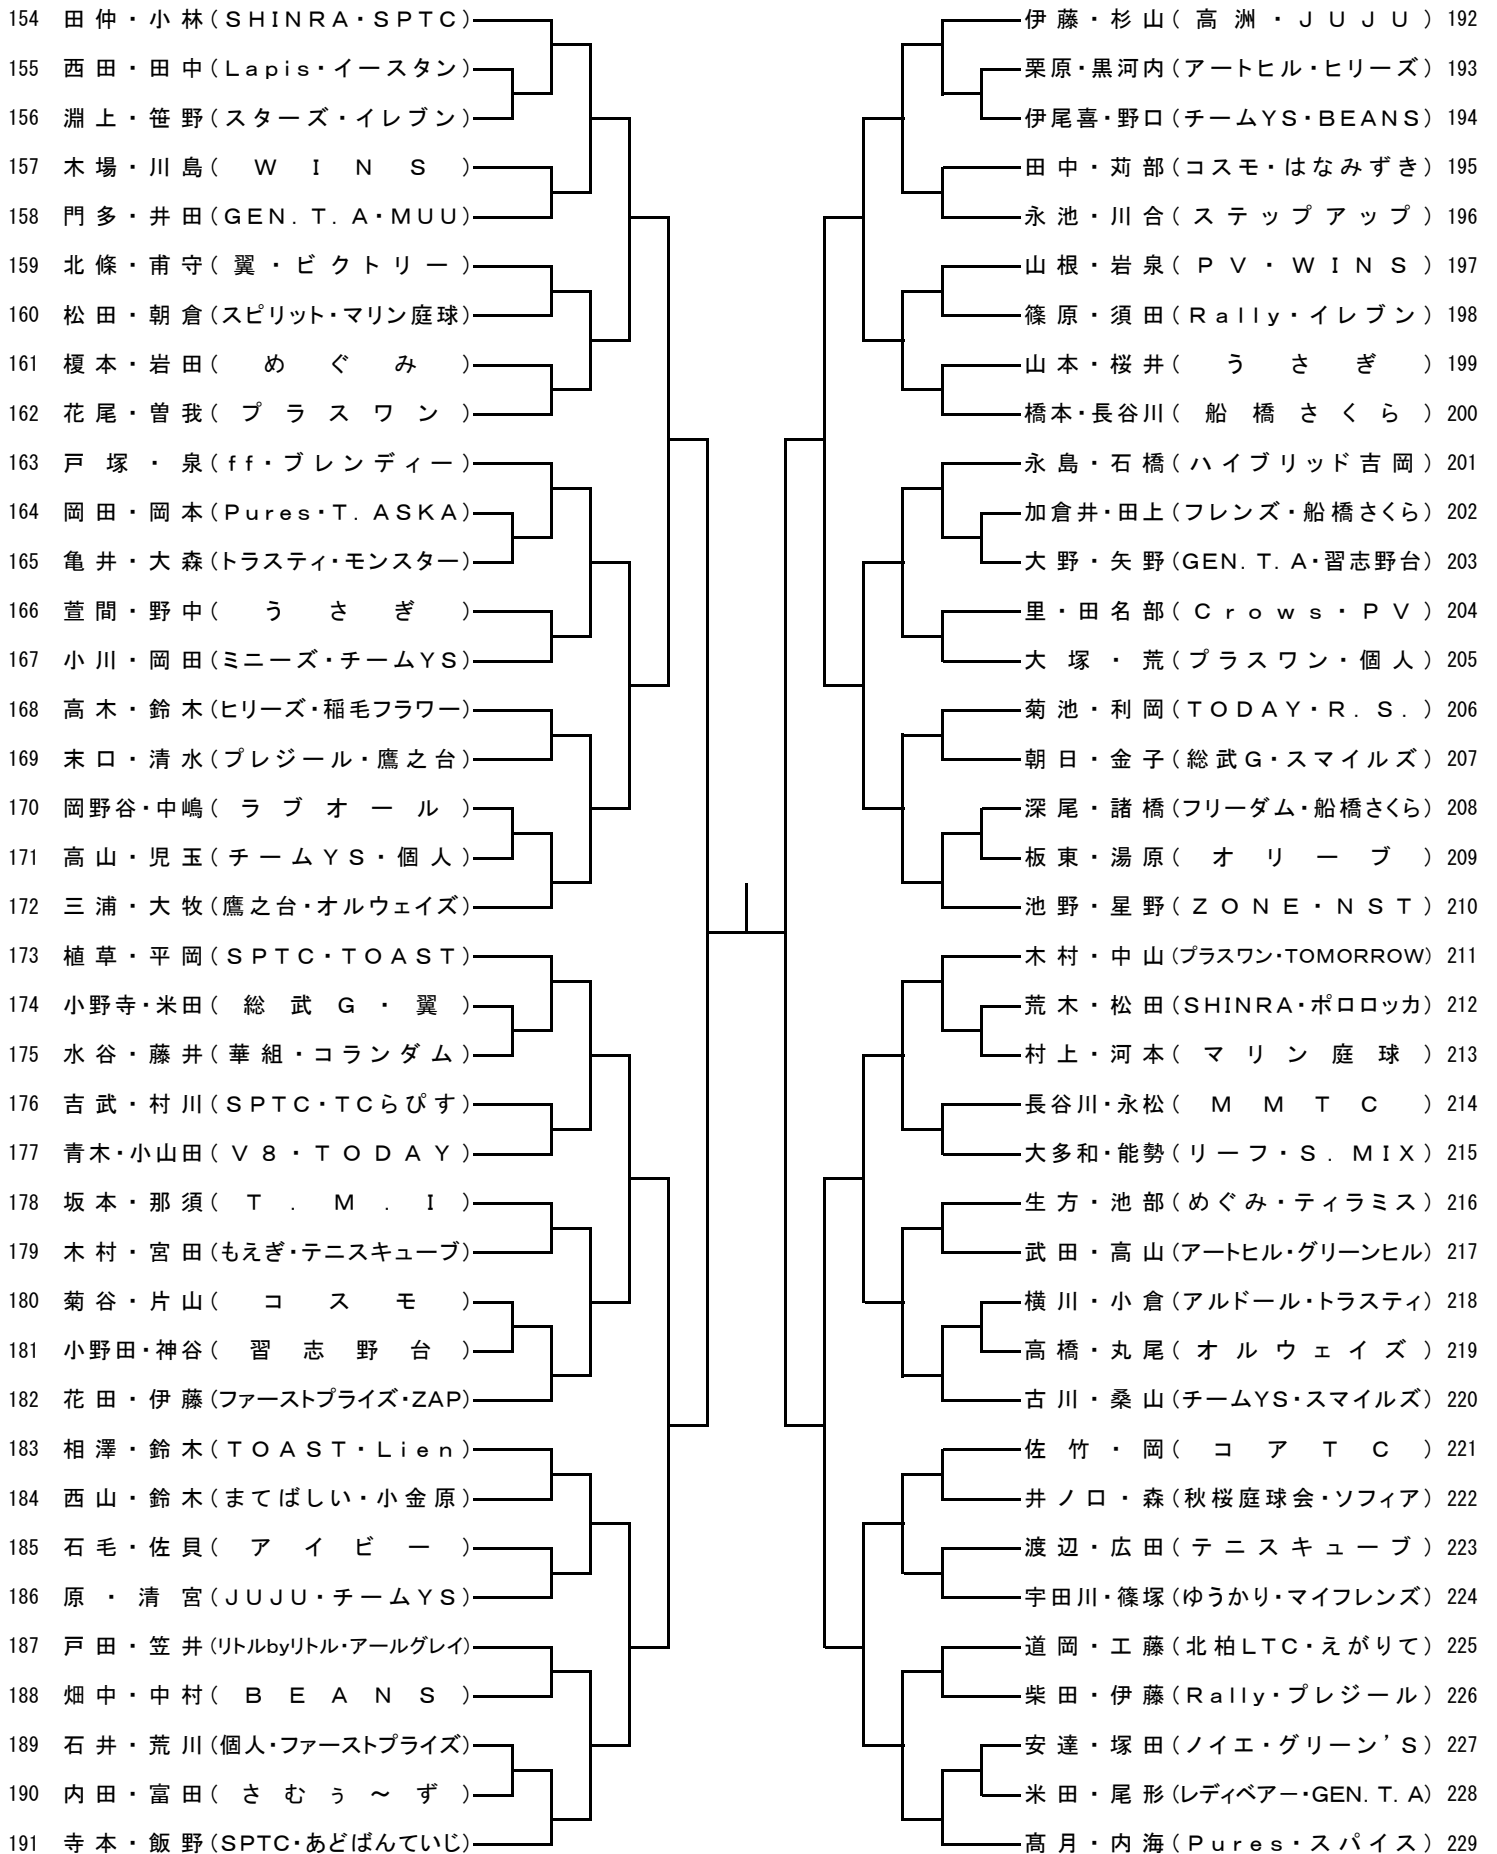 154 田仲・小林(SHINRA・SPTC)
155 西田・田中(Lapis・イースタン)
156 淵上・笹野(スターズ・イレブン)
157 木場・川島(WINS)
158 門多・井田(GEN.T.A・MUU)
159 北條・甫守(翼・ビクトリー)
160 松田・朝倉(スピリット・マリン庭球)
161 榎本・岩田(めぐみ)
162 花尾・曽我(プラスワン)
163 戸塚・泉(ff・ブレンディー)
164 岡田・岡本(Pures・T.ASKA)
165 亀井・大森(トラスティ・モンスター)
166 萱間・野中(うさぎ)
167 小川・岡田(ミニーズ・チームYS)
168 高木・鈴木(ヒリーズ・稲毛フラワー)
169 末口・清水(プレジール・鷹之台)
170 岡野谷・中嶋(ラブオール)
171 高山・児玉(チームYS・個人)
172 三浦・大牧(鷹之台・オルウェイズ)
173 植草・平岡(SPTC・TOAST)
174 小野寺・米田(総武G・翼)
175 水谷・藤井(華組・コランダム)
176 吉武・村川(SPTC・TCらぴす)
177 青木・小山田(V8・TODAY)
178 坂本・那須(T.M.I)
179 木村・宮田(もえぎ・テニスキューブ)
180 菊谷・片山(コスモ)
181 小野田・神谷(習志野台)
182 花田・伊藤(ファーストプライズ・ZAP)
183 相澤・鈴木(TOAST・Lien)
184 西山・鈴木(まてばしい・小金原)
185 石毛・佐貝(アイビー)
186 原・清宮(JUJU・チームYS)
187 戸田・笠井(リトルbyリトル・アールグレイ)
188 畑中・中村(BEANS)
189 石井・荒川(個人・ファーストプライズ)
190 内田・富田(さむぅ～ず)
191 寺本・飯野(SPTC・あどばんていじ)
伊藤・杉山(高洲・JUJU) 192
栗原・黒河内(アートヒル・ヒリーズ) 193
伊尾喜・野口(チームYS・BEANS) 194
田中・苅部(コスモ・はなみずき) 195
永池・川合(ステップアップ) 196
山根・岩泉(PV・WINS) 197
篠原・須田(Rally・イレブン) 198
山本・桜井(うさぎ) 199
橋本・長谷川(船橋さくら) 200
永島・石橋(ハイブリッド吉岡) 201
加倉井・田上(フレンズ・船橋さくら) 202
大野・矢野(GEN.T.A・習志野台) 203
里・田名部(Crows・PV) 204
大塚・荒(プラスワン・個人) 205
菊池・利岡(TODAY・R.S.) 206
朝日・金子(総武G・スマイルズ) 207
深尾・諸橋(フリーダム・船橋さくら) 208
板東・湯原(オリーブ) 209
池野・星野(ZONE・NST) 210
木村・中山(プラスワン・TOMORROW) 211
荒木・松田(SHINRA・ポロロッカ) 212
村上・河本(マリン庭球) 213
長谷川・永松(MMTC) 214
大多和・能勢(リーフ・S.MIX) 215
生方・池部(めぐみ・ティラミス) 216
武田・高山(アートヒル・グリーンヒル) 217
横川・小倉(アルドール・トラスティ) 218
高橋・丸尾(オルウェイズ) 219
古川・桑山(チームYS・スマイルズ) 220
佐竹・岡(コアTC) 221
井ノ口・森(秋桜庭球会・ソフィア) 222
渡辺・広田(テニスキューブ) 223
宇田川・篠塚(ゆうかり・マイフレンズ) 224
道岡・工藤(北柏LTC・えがりて) 225
柴田・伊藤(Rally・プレジール) 226
安達・塚田(ノイエ・グリーン’S) 227
米田・尾形(レディベアー・GEN.T.A) 228
髙月・内海(Pures・スパイス) 229